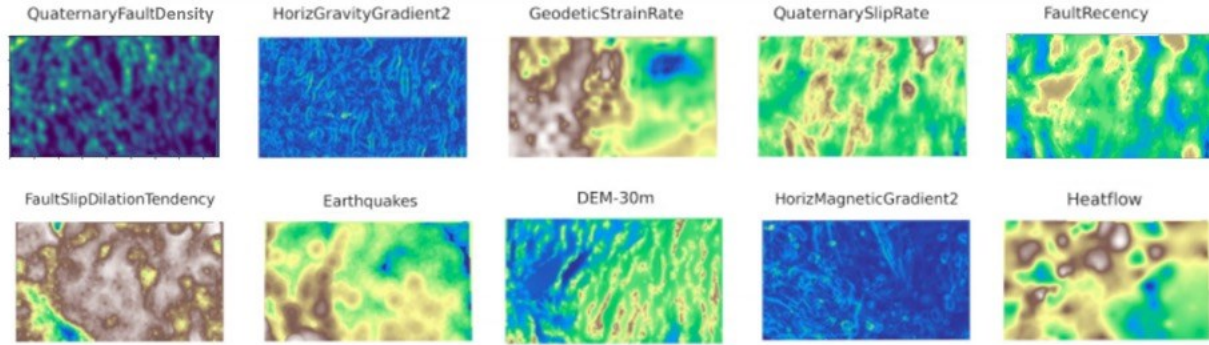 QuaternaryFaultDensity
HorizGravityGradient2
GeodeticStrainRate
QuaternarySlipRate
FaultRecency
FaultSlipDilationTendency
Earthquakes
DEM-30m
HorizMagneticGradient2
Heatflow